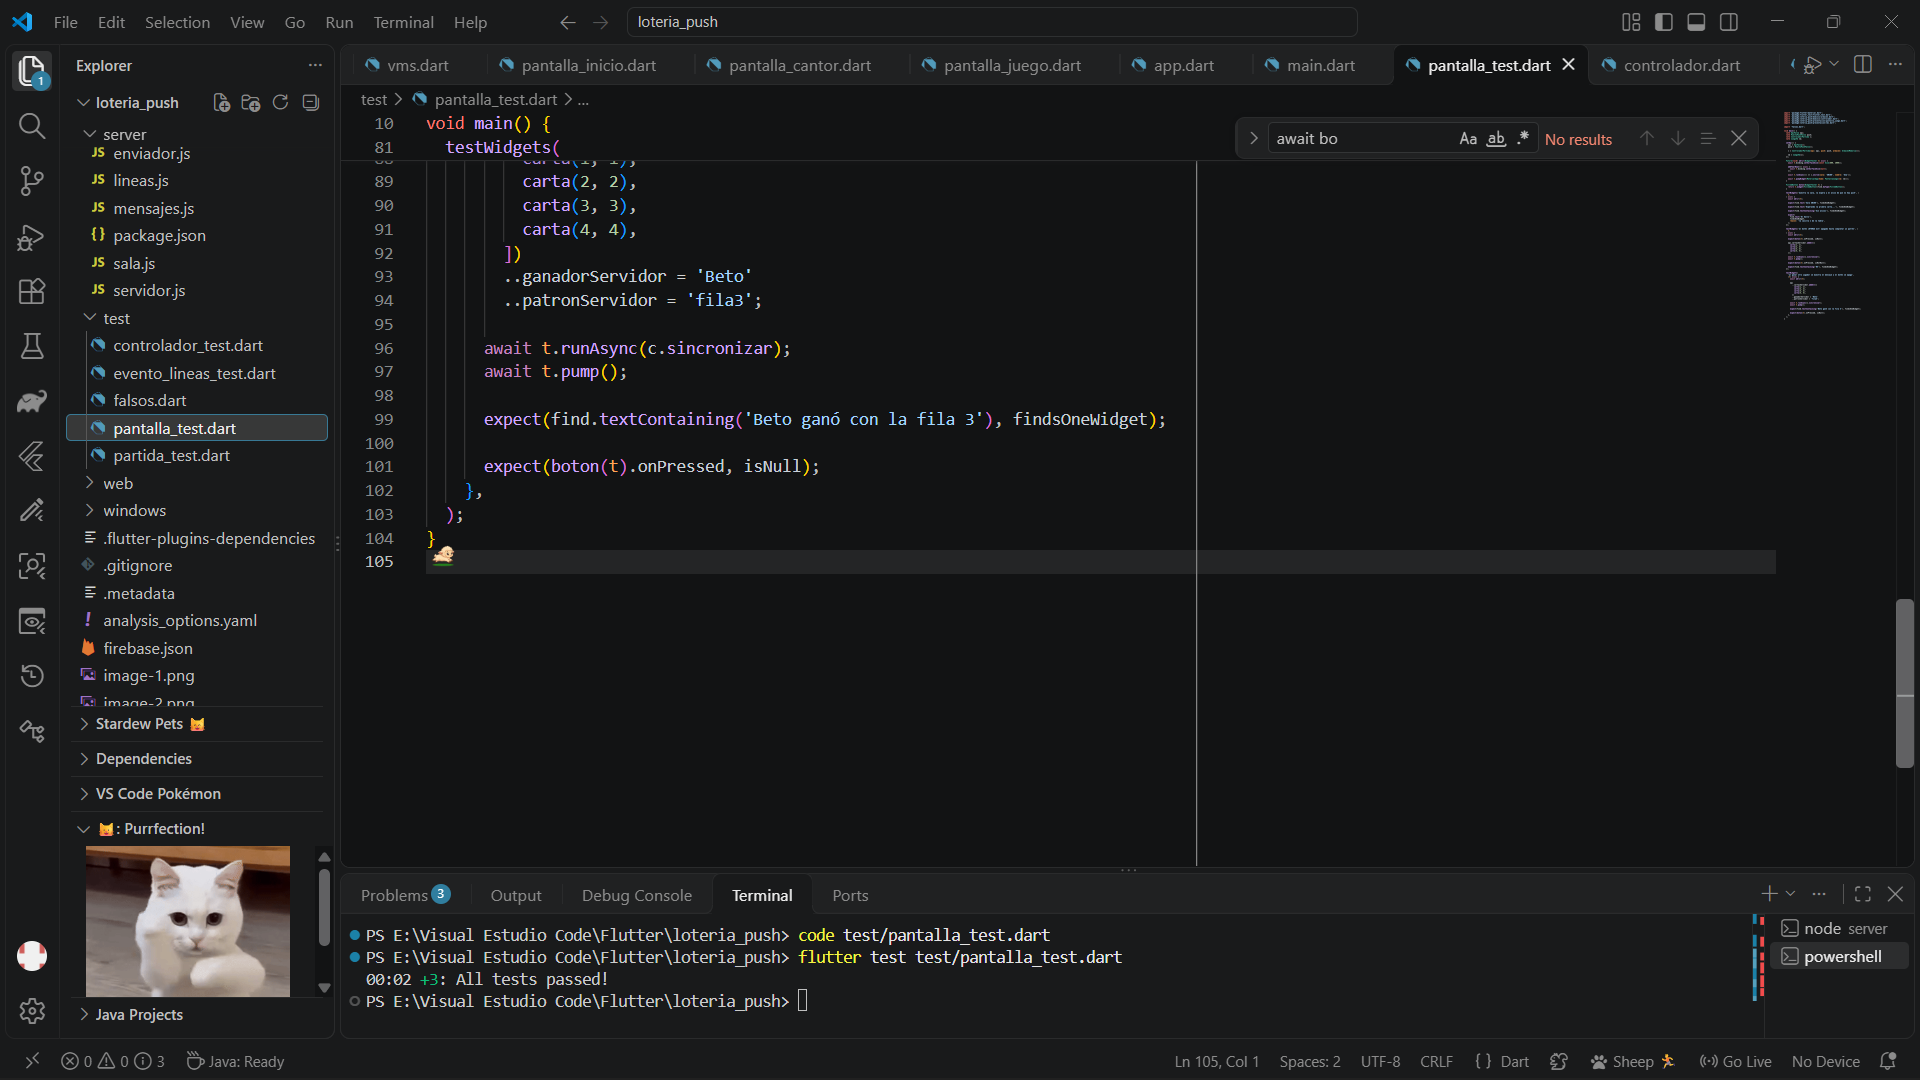 File Edit Selection View Go Run Terminal Help
loteria_push
Explorer
loteria_push
server
JS enviador.js
JS lineas.js
JS mensajes.js
{} package.json
JS sala.js
JS servidor.js
test
controlador_test.dart
evento_lineas_test.dart
falsos.dart
pantalla_test.dart
partida_test.dart
web
windows
.flutter-plugins-dependencies
.gitignore
.metadata
! analysis_options.yaml
firebase.json
image-1.png
image-2.png
Stardew Pets
Dependencies
VS Code Pokémon
: Purrfection!
Java Projects
vms.dart pantalla_inicio.dart pantalla_cantor.dart pantalla_juego.dart app.dart main.dart pantalla_test.dart controlador.dart
test > pantalla_test.dart > ...
await bo Aa ab .* No results
10 void main() {
81 testWidgets(
88 carta(1, 1),
89 carta(2, 2),
90 carta(3, 3),
91 carta(4, 4),
92 ])
93 ..ganadorServidor = 'Beto'
94 ..patronServidor = 'fila3';
95
96 await t.runAsync(c.sincronizar);
97 await t.pump();
98
99 expect(find.textContaining('Beto ganó con la fila 3'), findsOneWidget);
100
101 expect(boton(t).onPressed, isNull);
102 },
103 );
104 }
105
Problems 3 Output Debug Console Terminal Ports
PS E:\Visual Estudio Code\Flutter\loteria_push> code test/pantalla_test.dart
PS E:\Visual Estudio Code\Flutter\loteria_push> flutter test test/pantalla_test.dart
00:02 +3: All tests passed!
PS E:\Visual Estudio Code\Flutter\loteria_push>
node server
powershell
1
0 0 3 Java: Ready
Ln 105, Col 1 Spaces: 2 UTF-8 CRLF {} Dart Sheep Go Live No Device